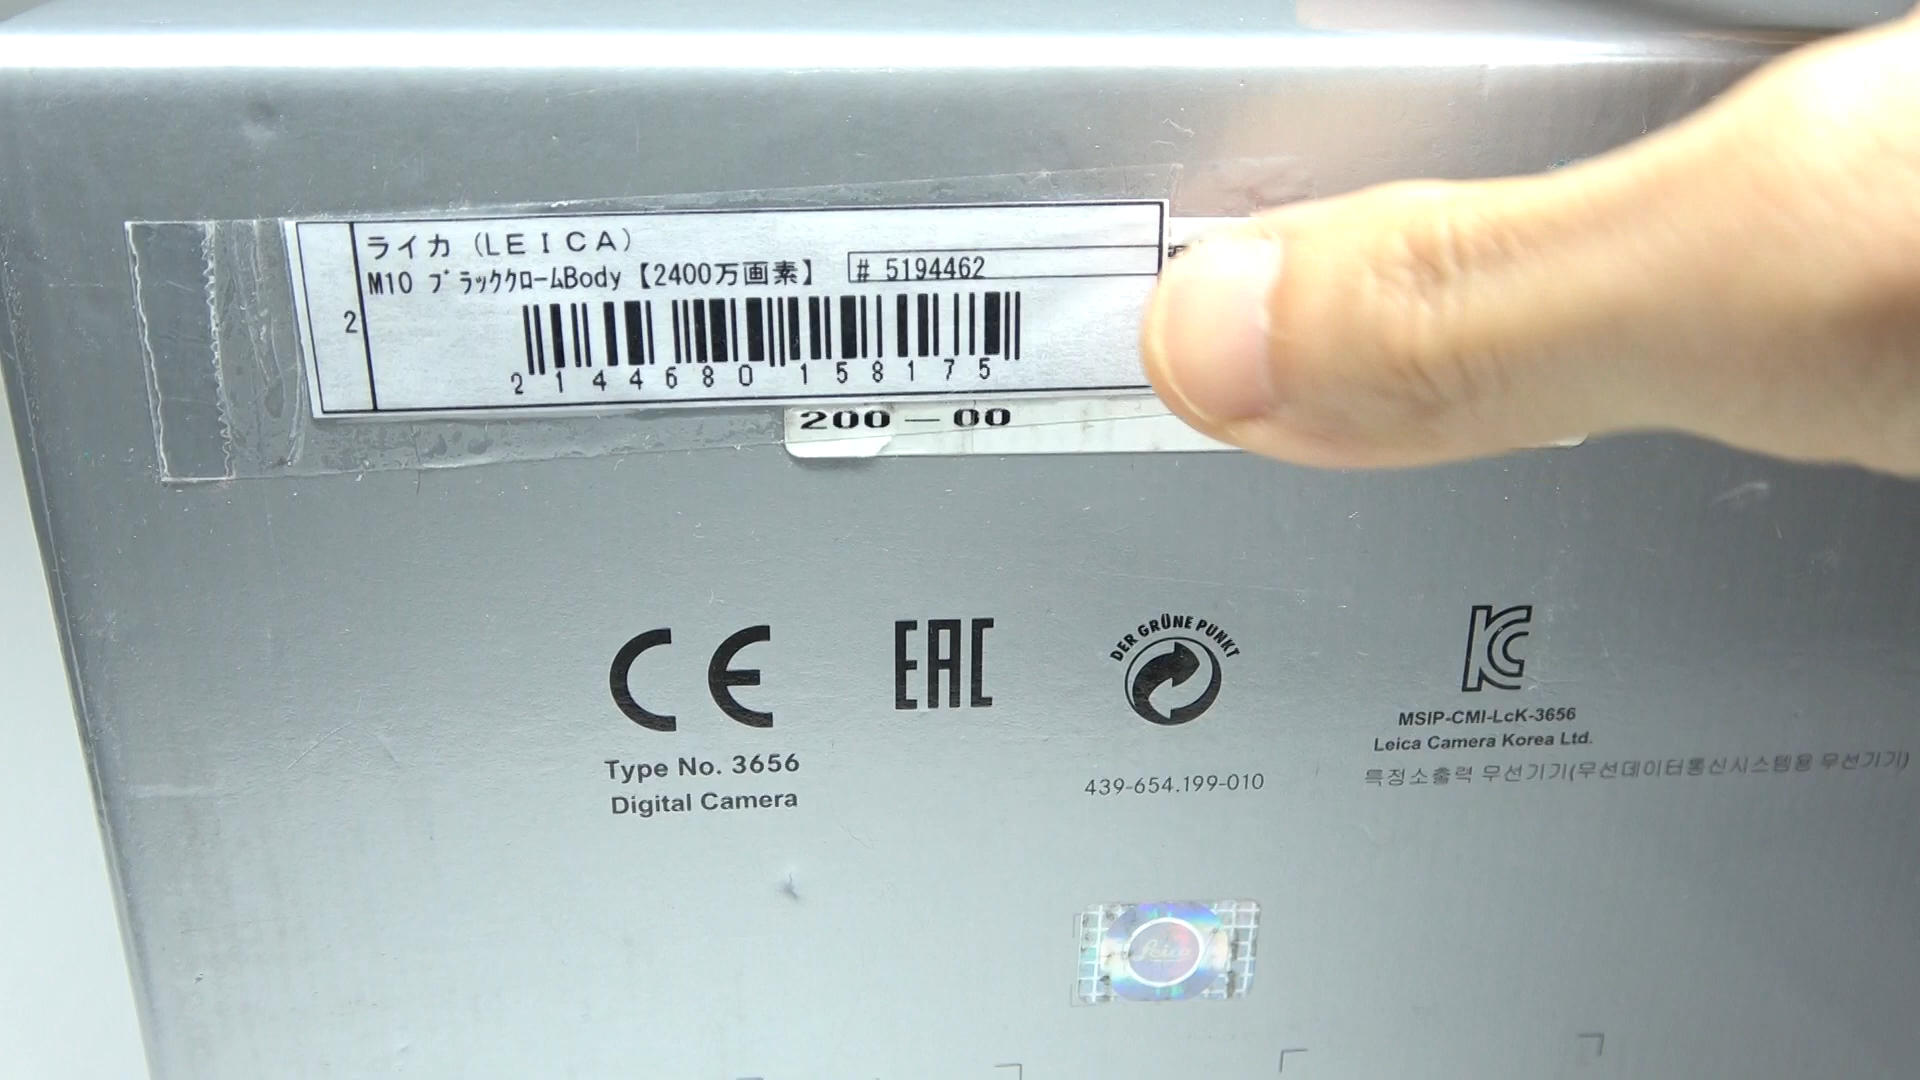 ライカ（LEICA）
M10 ブラッククロームBody【2400万画素】 # 5194462
2
2144680 158175
200-00
CE
EAC
DER GRÜNE PUNKT
KC
Type No. 3656
Digital Camera
439-654.199-010
MSIP-CMI-LcK-3656
Leica Camera Korea Ltd.
특정소출력 무선기기(무선데이터통신시스템용 무선기기)
Leica